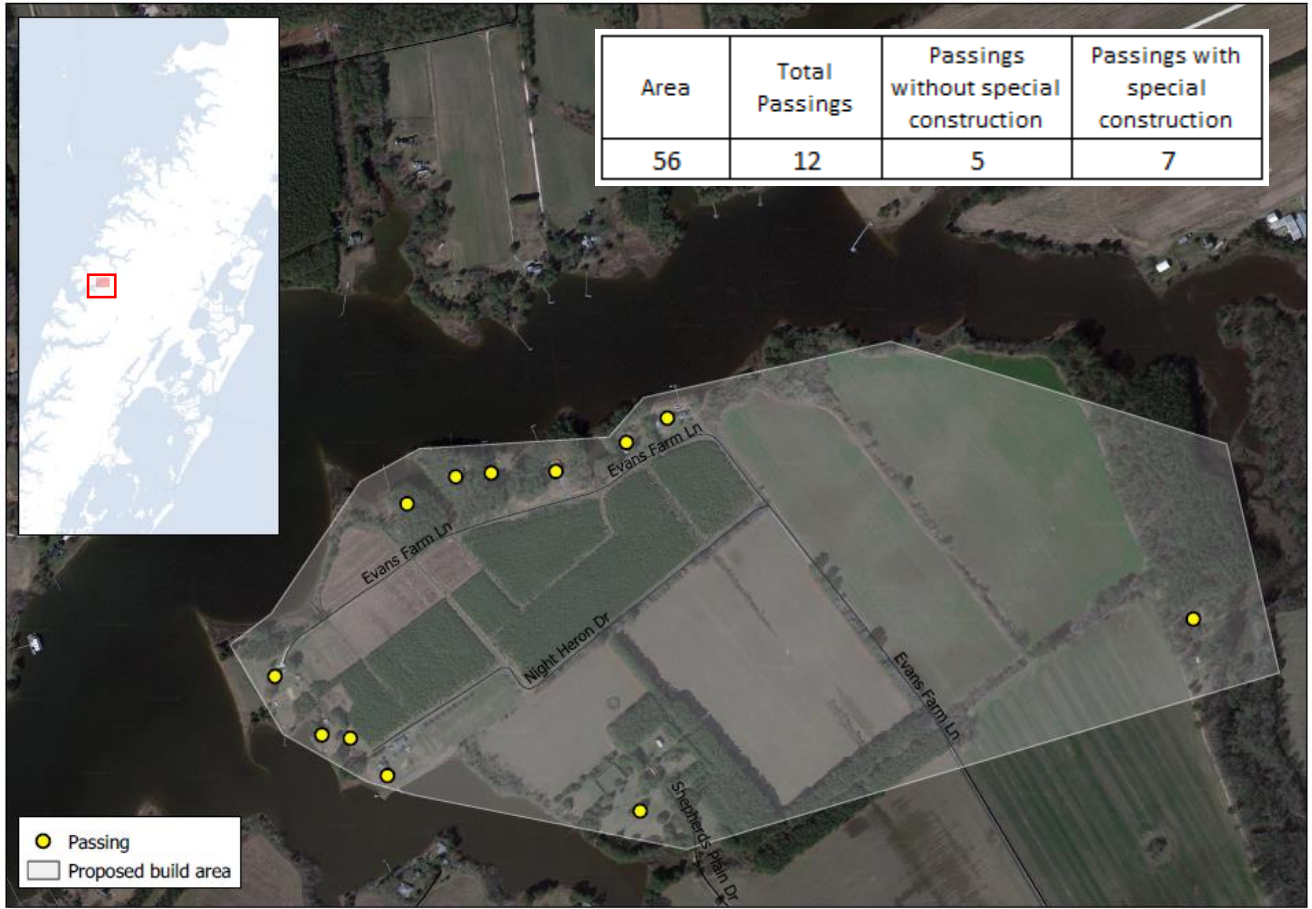 Area
Total
Passings
Passings
without special
construction
Passings with
special
construction
56
12
5
7
Evans Farm Ln
Evans Farm Ln
Night Heron Dr
Evans Farm Ln
Shepherds Plain Dr
Passing
Proposed build area